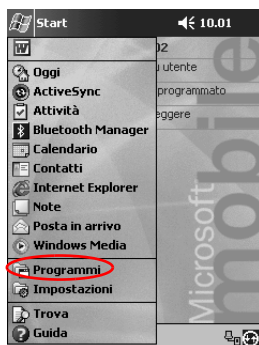 Start 10.01
02
Oggi
utente
ActiveSync
programmato
Attività
eggere
Bluetooth Manager
Calendario
Contatti
Internet Explorer
Note
Posta in arrivo
Windows Media
Programmi
Impostazioni
Trova
Guida
Microsoft
mobile